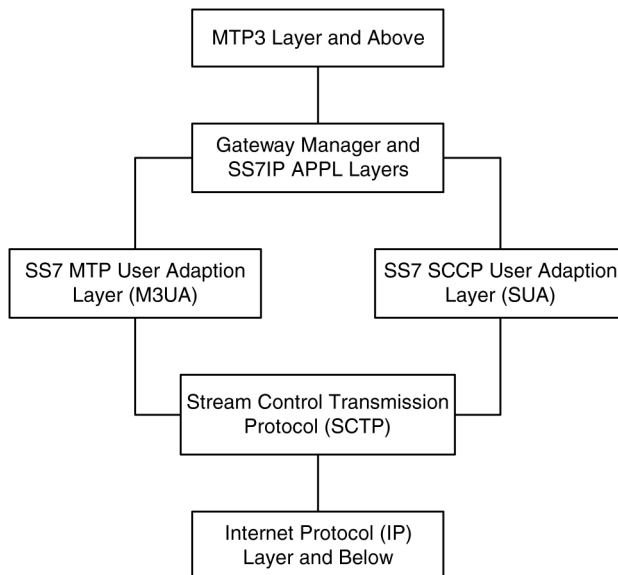 MTP3 Layer and Above
Gateway Manager and
SS7IP APPL Layers
SS7 MTP User Adaption
Layer (M3UA)
SS7 SCCP User Adaption
Layer (SUA)
Stream Control Transmission
Protocol (SCTP)
Internet Protocol (IP)
Layer and Below